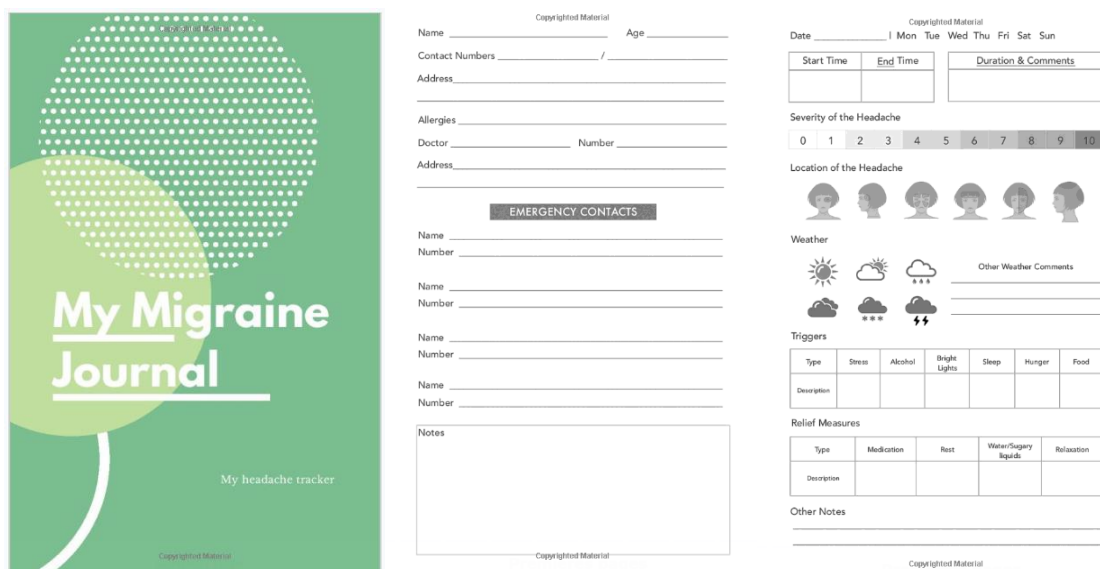 Copyrighted Material
My Migraine
Journal
My headache tracker
Copyrighted Material
Copyrighted Material
Name Age
Contact Numbers /
Address
Allergies
Doctor Number
Address
EMERGENCY CONTACTS
Name
Number
Name
Number
Name
Number
Name
Number
Notes
Copyrighted Material
Copyrighted Material
Date | Mon Tue Wed Thu Fri Sat Sun
Start Time End Time Duration & Comments
Severity of the Headache
0 1 2 3 4 5 6 7 8 9 10
Location of the Headache
Weather
Other Weather Comments
Triggers
Type Stress Alcohol Bright Lights Sleep Hunger Food
Description
Relief Measures
Type Medication Rest Water/Sugary liquids Relaxation
Description
Other Notes
Copyrighted Material